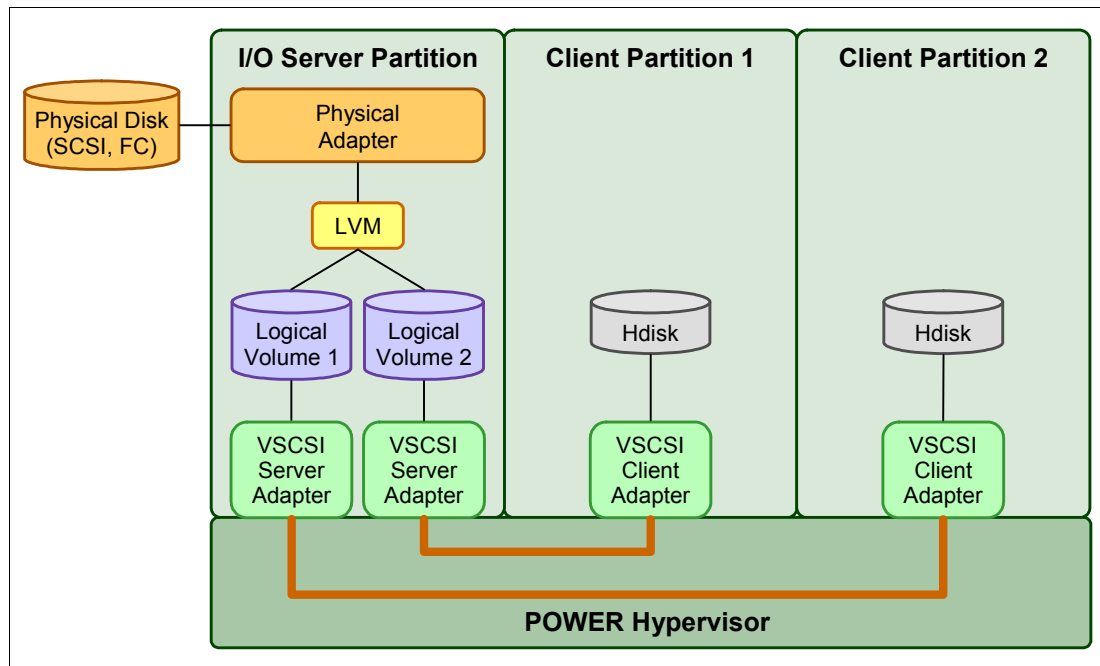 I/O Server Partition
Client Partition 1
Client Partition 2
Physical Disk
(SCSI, FC)
Physical
Adapter
LVM
Logical
Volume 1
Logical
Volume 2
Hdisk
Hdisk
VSCSI
Server
Adapter
VSCSI
Server
Adapter
VSCSI
Client
Adapter
VSCSI
Client
Adapter
POWER Hypervisor